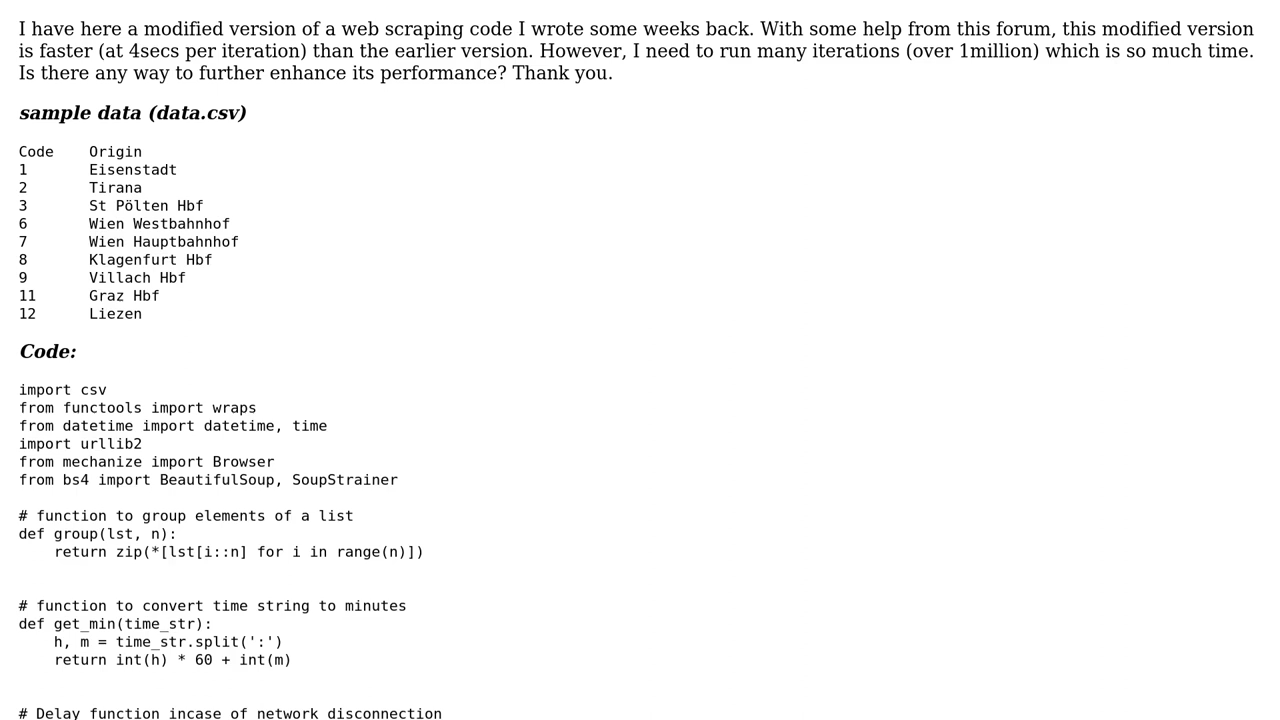 I have here a modified version of a web scraping code I wrote some weeks back. With some help from this forum, this modified version
is faster (at 4secs per iteration) than the earlier version. However, I need to run many iterations (over 1million) which is so much time.
Is there any way to further enhance its performance? Thank you.
sample data (data.csv)
Code    Origin
1       Eisenstadt
2       Tirana
3       St Pölten Hbf
6       Wien Westbahnhof
7       Wien Hauptbahnhof
8       Klagenfurt Hbf
9       Villach Hbf
11      Graz Hbf
12      Liezen
Code:
import csv
from functools import wraps
from datetime import datetime, time
import urllib2
from mechanize import Browser
from bs4 import BeautifulSoup, SoupStrainer
# function to group elements of a list
def group(lst, n):
    return zip(*[lst[i::n] for i in range(n)])
# function to convert time string to minutes
def get_min(time_str):
    h, m = time_str.split(':')
    return int(h) * 60 + int(m)
# Delay function incase of network disconnection